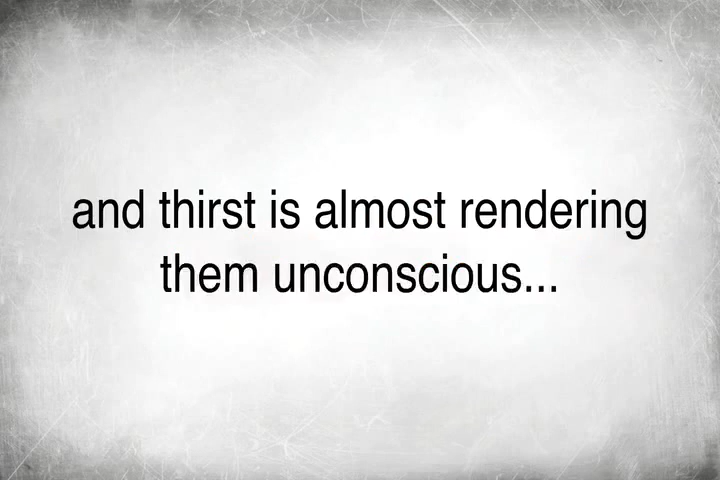 and thirst is almost rendering
them unconscious...